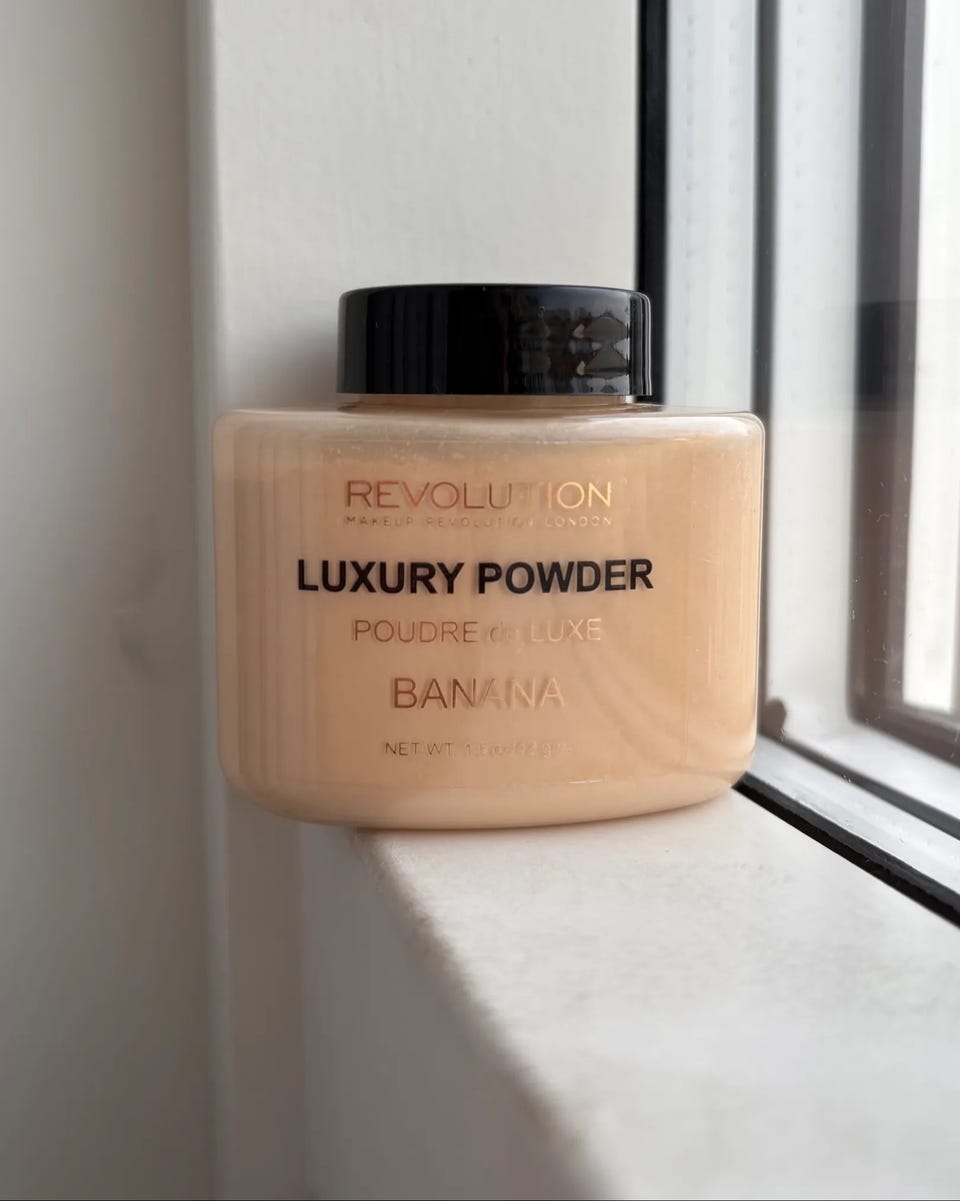 REVOLUTION
MAKEUP REVOLUTION LONDON
LUXURY POWDER
POUDRE de LUXE
BANANA
NET WT.